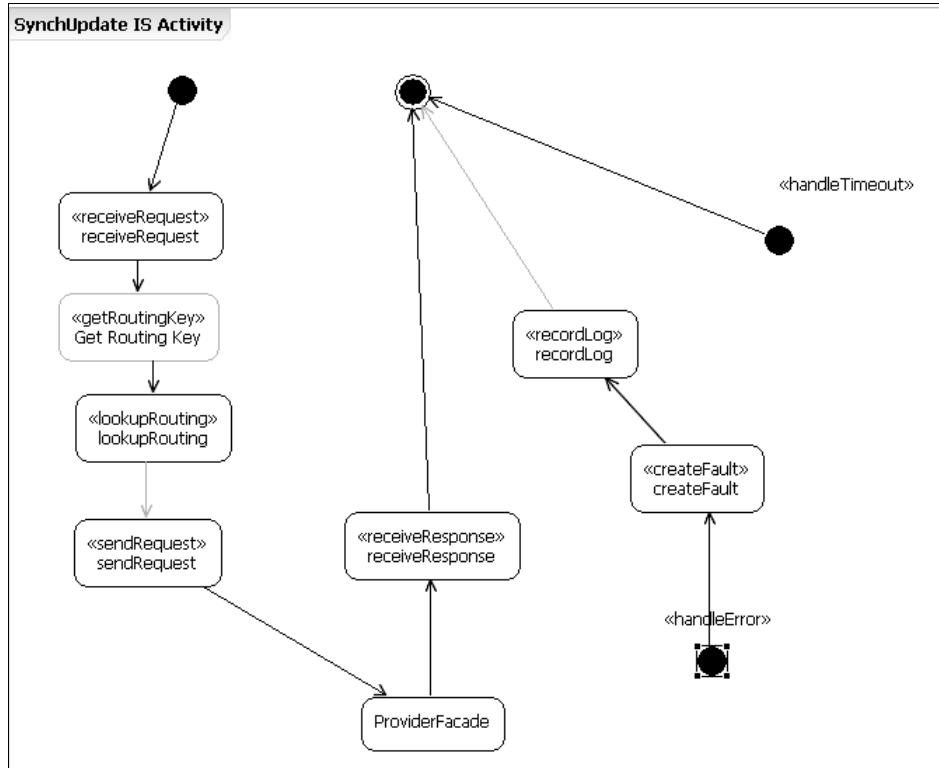 SynchUpdate IS Activity
«handleTimeout»
«receiveRequest»
receiveRequest
«getRoutingKey»
Get Routing Key
«recordLog»
recordLog
«lookupRouting»
lookupRouting
«createFault»
createFault
«sendRequest»
sendRequest
«receiveResponse»
receiveResponse
«handleError»
ProviderFacade